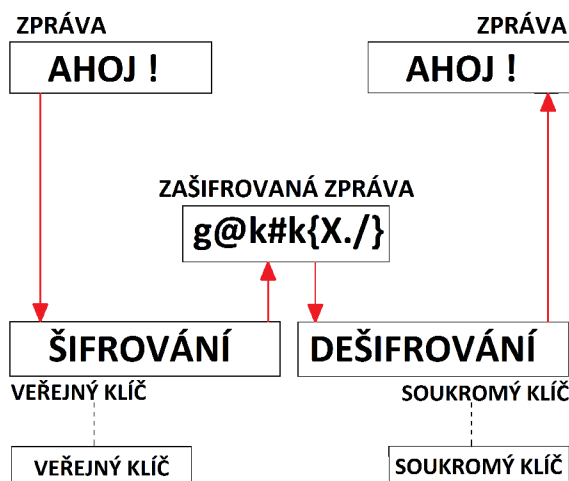 ZPRÁVA
AHOJ !
ZPRÁVA
AHOJ !
ZAŠIFROVANÁ ZPRÁVA
g@k#k{X./}
ŠIFROVÁNÍ
DEŠIFROVÁNÍ
VEŘEJNÝ KLÍČ
SOUKROMÝ KLÍČ
VEŘEJNÝ KLÍČ
SOUKROMÝ KLÍČ